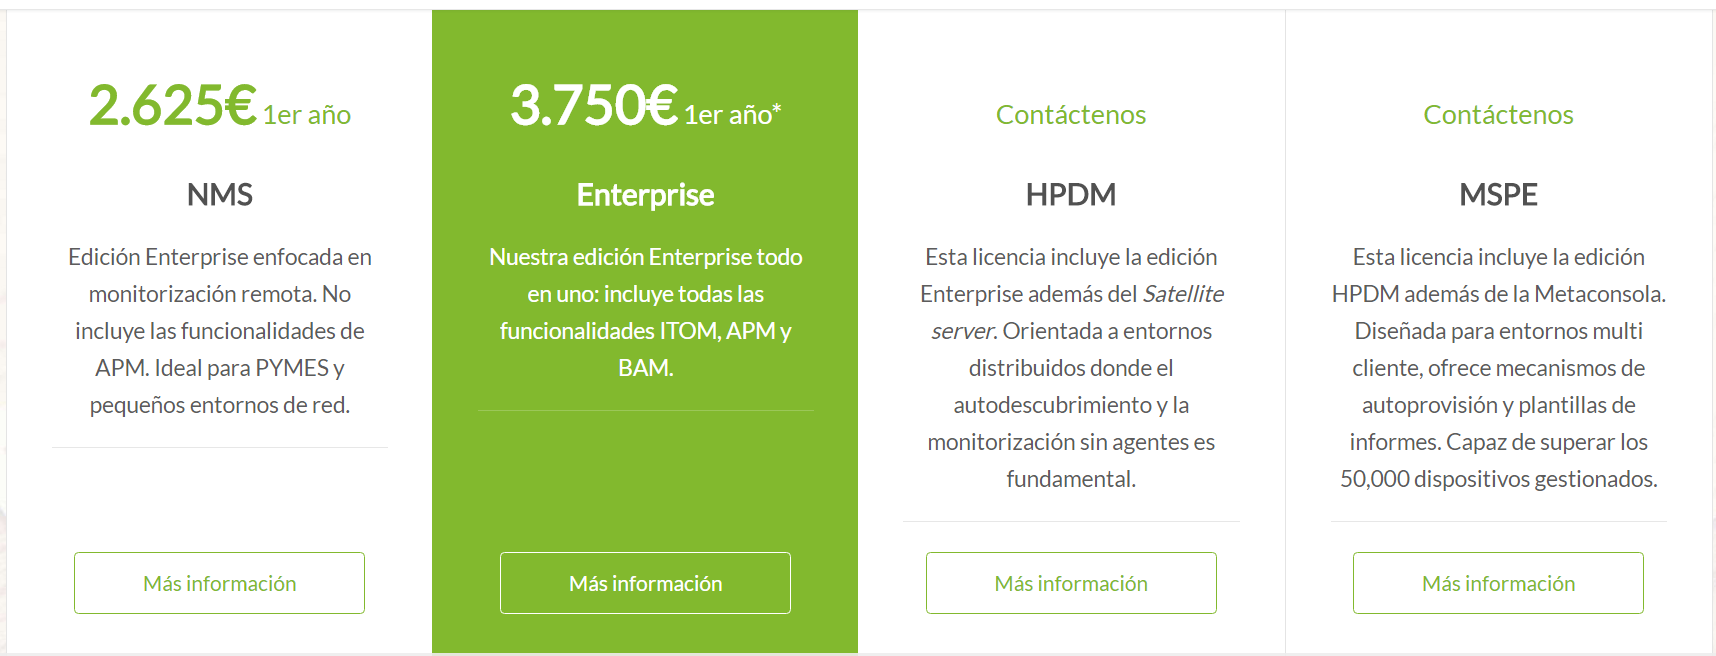 2.625€ 1er año
NMS
Edición Enterprise enfocada en
monitorización remota. No
incluye las funcionalidades de
APM. Ideal para PYMES y
pequeños entornos de red.
Más información
3.750€ 1er año*
Enterprise
Nuestra edición Enterprise todo
en uno: incluye todas las
funcionalidades ITOM, APM y
BAM.
Más información
Contáctenos
HPDM
Esta licencia incluye la edición
Enterprise además del Satellite
server. Orientada a entornos
distribuidos donde el
autodescubrimiento y la
monitorización sin agentes es
fundamental.
Más información
Contáctenos
MSPE
Esta licencia incluye la edición
HPDM además de la Metaconsola.
Diseñada para entornos multi
cliente, ofrece mecanismos de
autoprovisión y plantillas de
informes. Capaz de superar los
50,000 dispositivos gestionados.
Más información